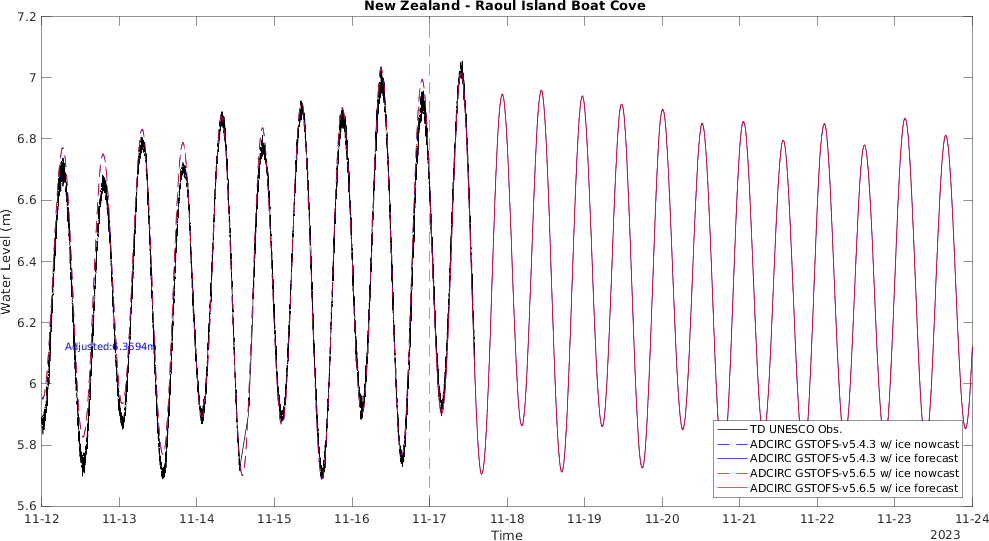 New Zealand - Raoul Island Boat Cove
7.2
7
6.8
6.6
6.4
6.2
6
5.8
5.6
Water Level (m)
Adjusted:6.3594m
TD UNESCO Obs.
ADCIRC GSTOFS-v5.4.3 w/ ice nowcast
ADCIRC GSTOFS-v5.4.3 w/ ice forecast
ADCIRC GSTOFS-v5.6.5 w/ ice nowcast
ADCIRC GSTOFS-v5.6.5 w/ ice forecast
11-12 11-13 11-14 11-15 11-16 11-17 11-18 11-19 11-20 11-21 11-22 11-23 11-24
Time
2023